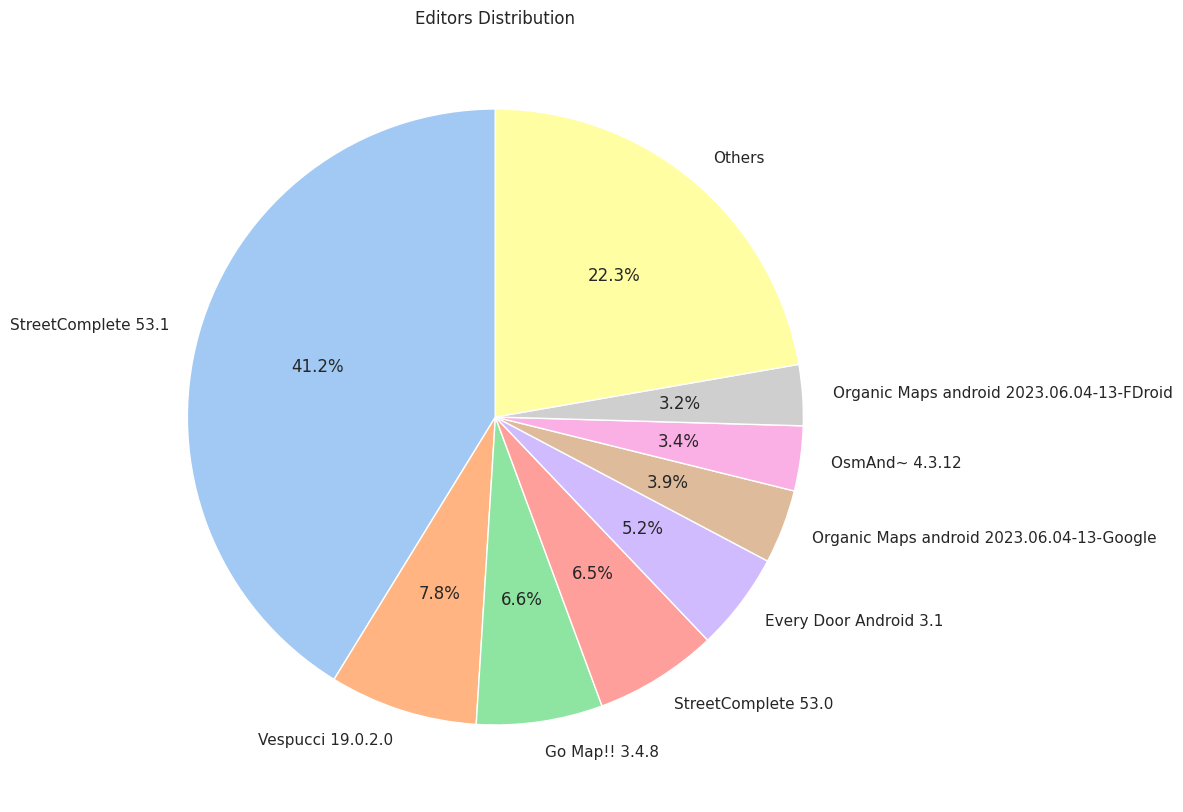 Editors Distribution
Others
22.3%
StreetComplete 53.1
41.2%
Organic Maps android 2023.06.04-13-FDroid
3.2%
OsmAnd~ 4.3.12
3.4%
Organic Maps android 2023.06.04-13-Google
3.9%
Every Door Android 3.1
5.2%
StreetComplete 53.0
6.5%
Go Map!! 3.4.8
6.6%
Vespucci 19.0.2.0
7.8%